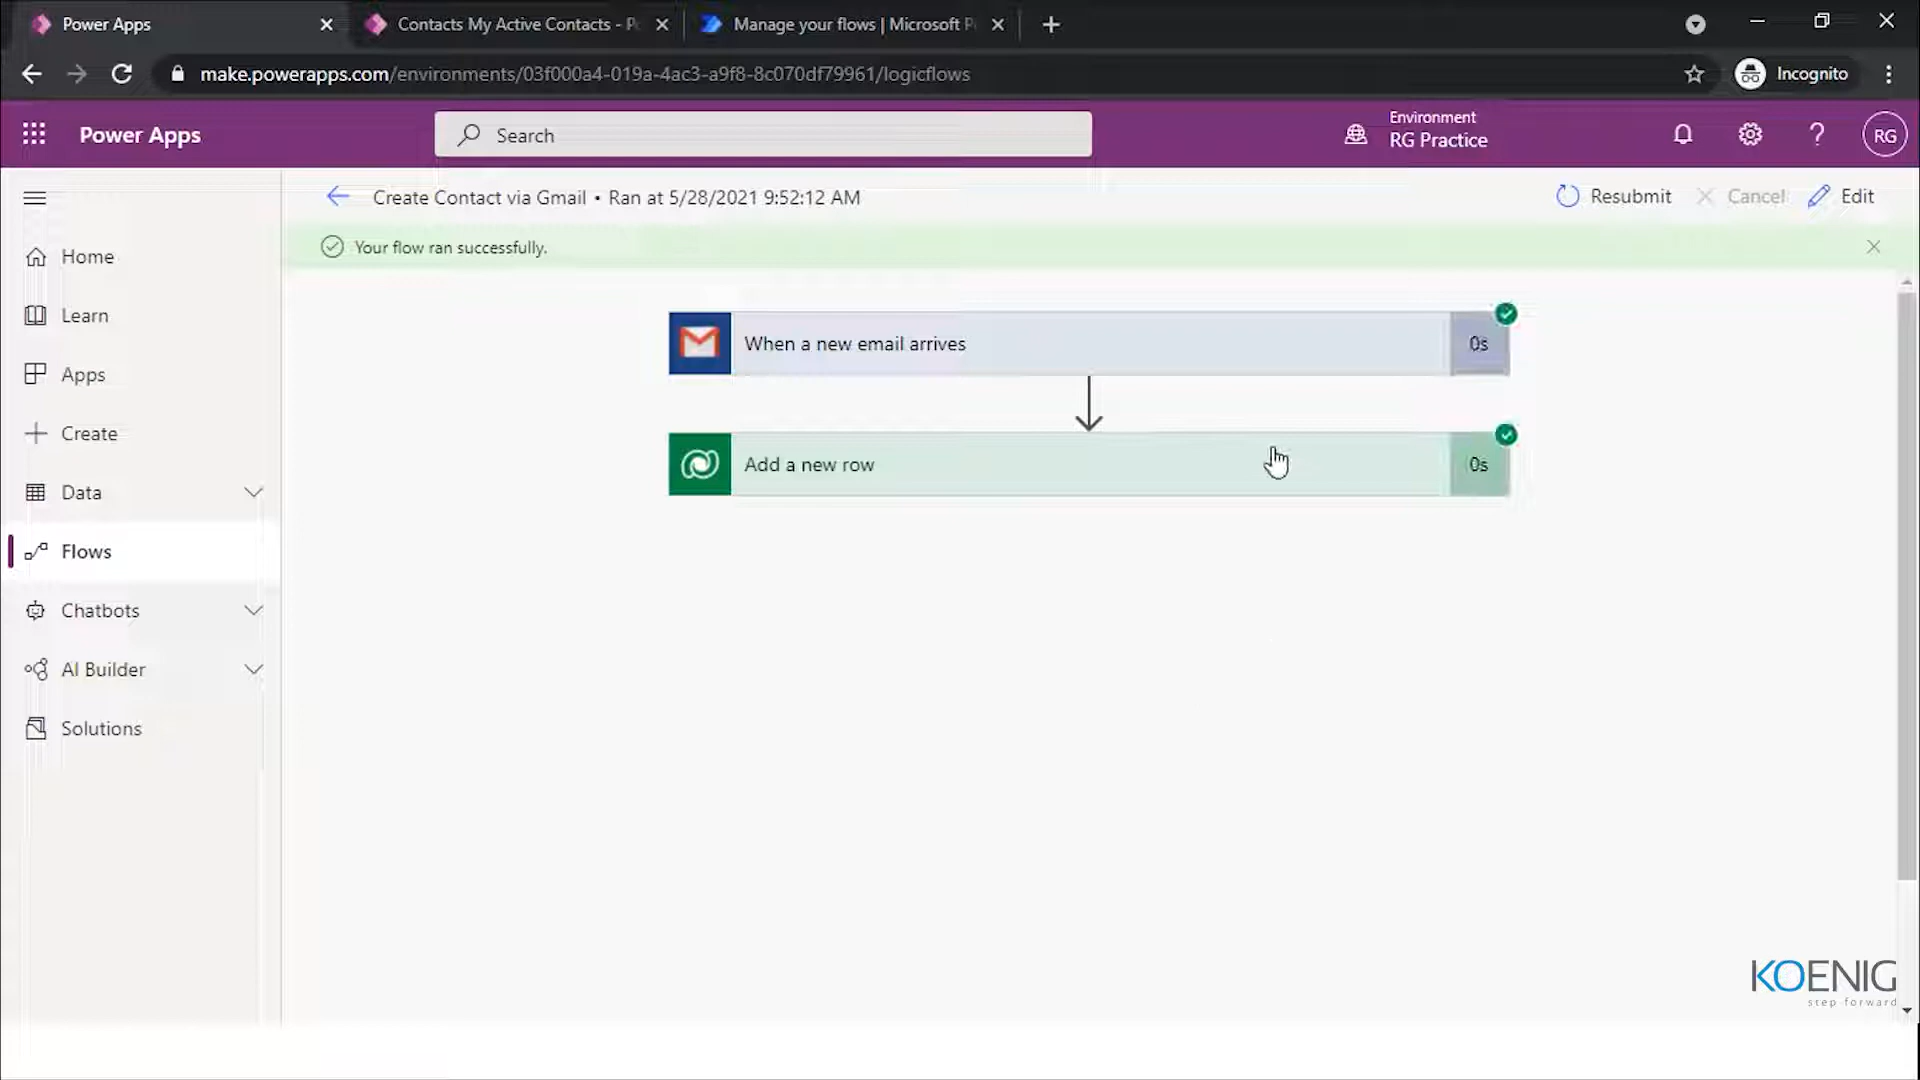 Power Apps
Contacts My Active Contacts - P
Manage your flows | Microsoft P
make.powerapps.com/environments/03f000a4-019a-4ac3-a9f8-8c070df79961/logicflows
Incognito
Power Apps
Search
Environment
RG Practice
?
RG
Create Contact via Gmail • Ran at 5/28/2021 9:52:12 AM
Resubmit
Cancel
Edit
Your flow ran successfully.
Home
Learn
Apps
Create
Data
Flows
Chatbots
AI Builder
Solutions
When a new email arrives
0s
Add a new row
0s
KOENIG
step forward